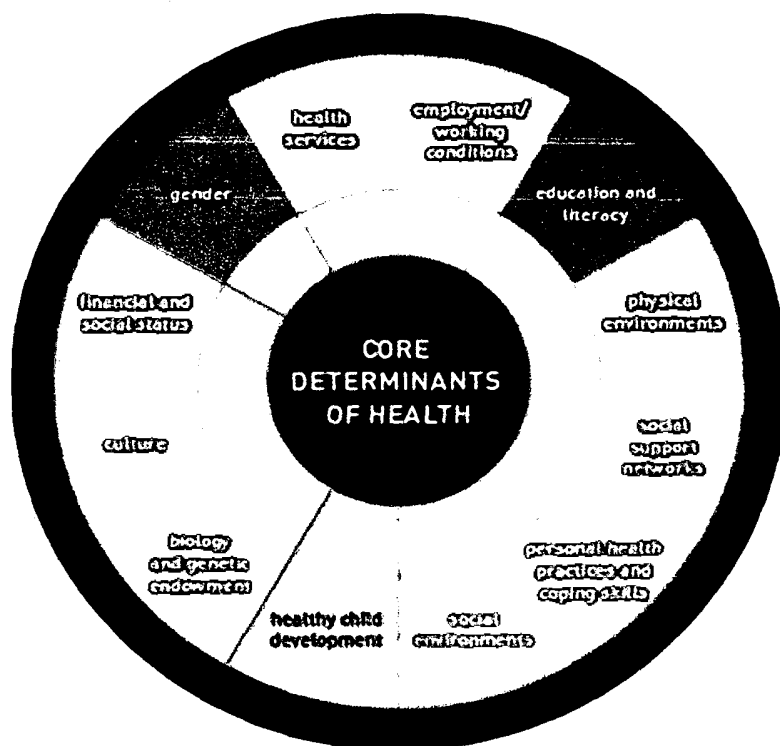 health
services
employment/
working
conditions
gender
education and
literacy
financial and
social status
physical
environments
CORE
DETERMINANTS
OF HEALTH
culture
social
support
networks
biology
and genetic
endowment
personal health
practices and
coping skills
healthy child
development
social
environments